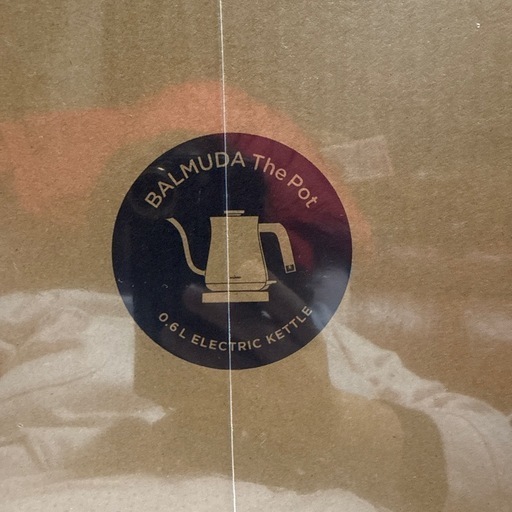 BALMUDA The Pot
0.6L ELECTRIC KETTLE